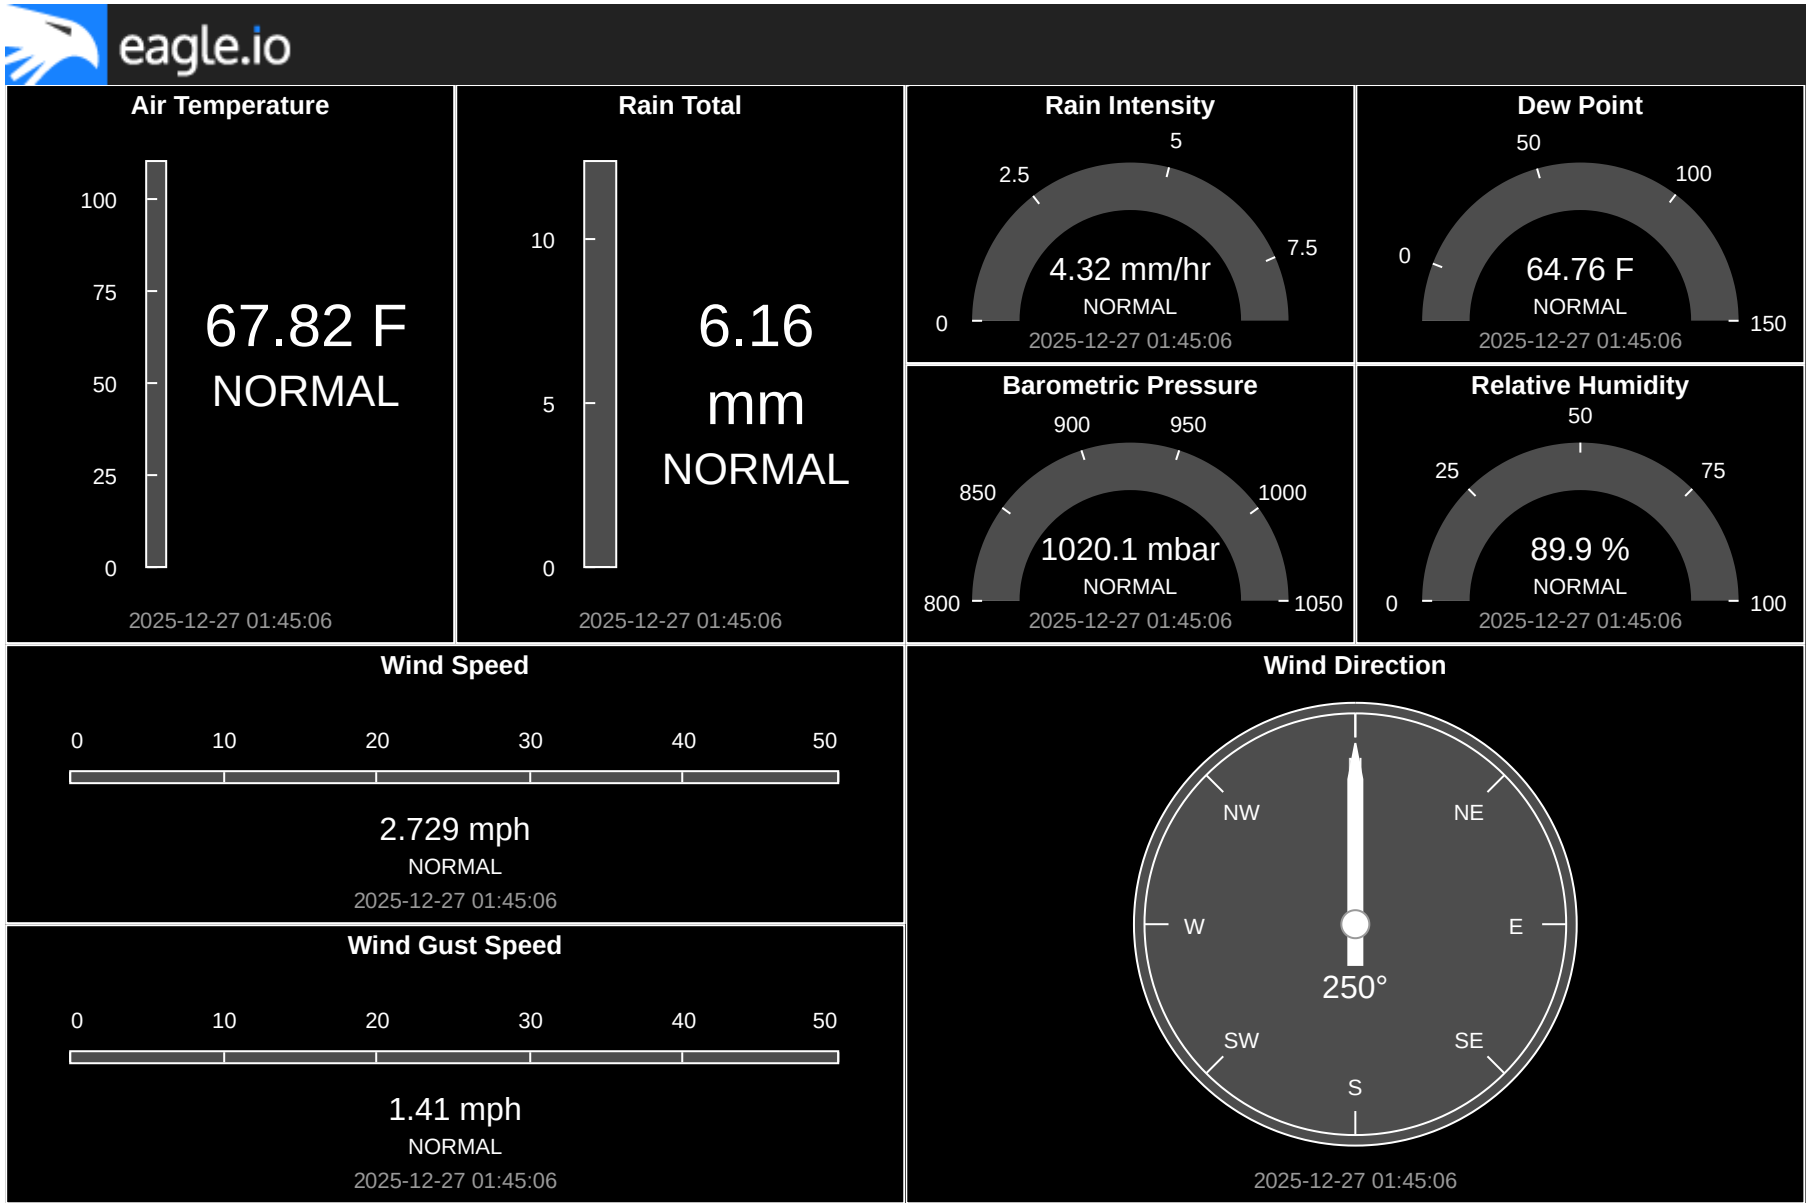 eagle.io
Air Temperature
100
75
50
25
0
67.82 F
NORMAL
2025-12-27 01:45:06
Rain Total
10
5
0
6.16
mm
NORMAL
2025-12-27 01:45:06
Rain Intensity
0
2.5
5
7.5
4.32 mm/hr
NORMAL
2025-12-27 01:45:06
Dew Point
0
50
100
150
64.76 F
NORMAL
2025-12-27 01:45:06
Barometric Pressure
800
850
900
950
1000
1050
1020.1 mbar
NORMAL
2025-12-27 01:45:06
Relative Humidity
0
25
50
75
100
89.9 %
NORMAL
2025-12-27 01:45:06
Wind Speed
0 10 20 30 40 50
2.729 mph
NORMAL
2025-12-27 01:45:06
Wind Gust Speed
0 10 20 30 40 50
1.41 mph
NORMAL
2025-12-27 01:45:06
Wind Direction
NW NE
W E
250°
SW SE
S
2025-12-27 01:45:06